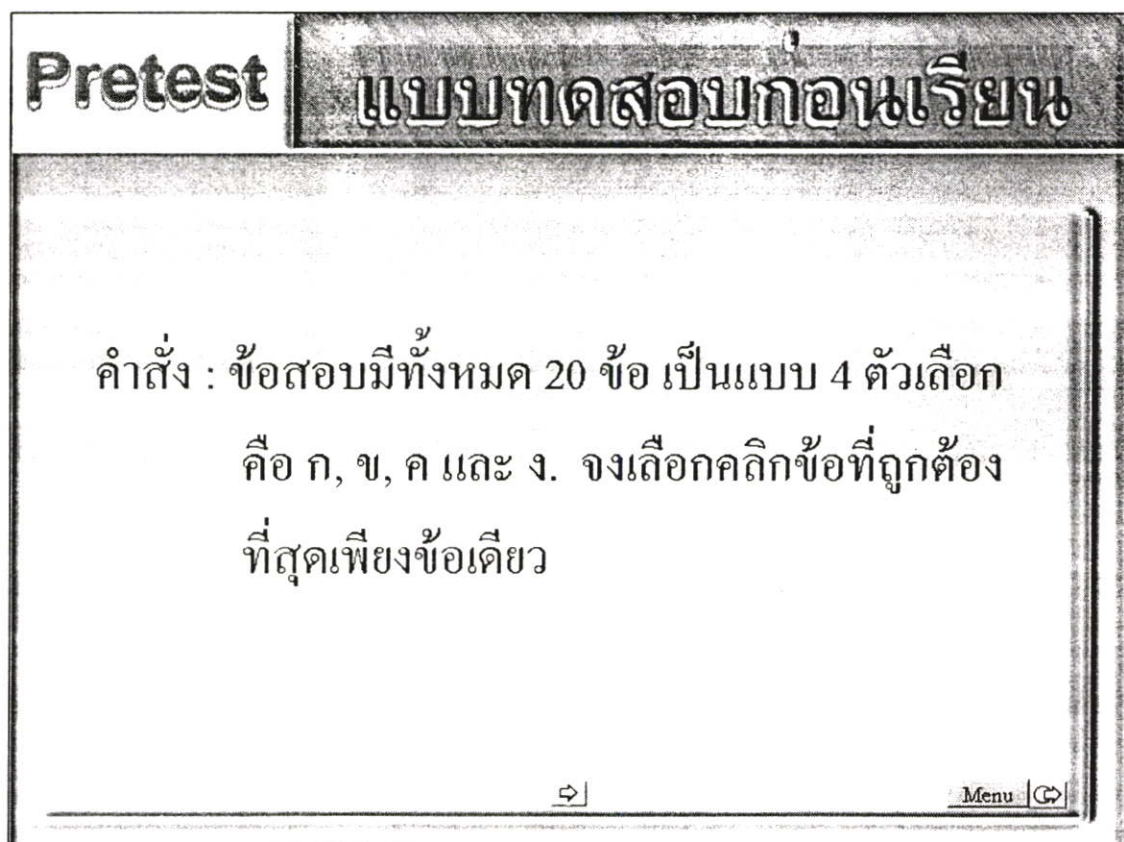 Pretest แบบทดสอบก่อนเรียน
คำสั่ง : ข้อสอบมีทั้งหมด 20 ข้อ เป็นแบบ 4 ตัวเลือก
คือ ก, ข, ค และ ง. จงเลือกคลิกข้อที่ถูกต้อง
ที่สุดเพียงข้อเดียว
Menu